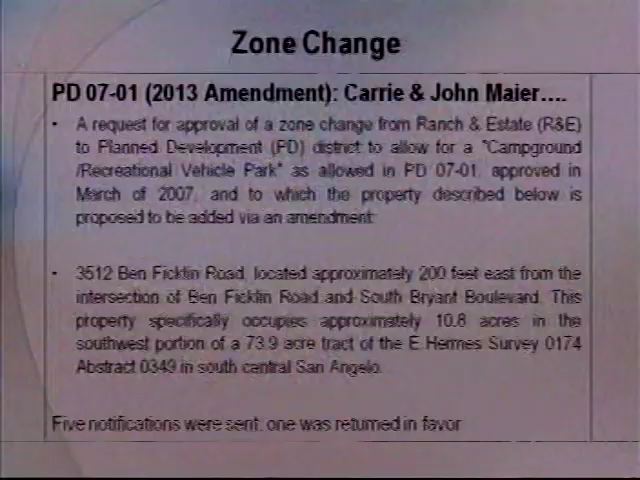 Zone Change
PD 07-01 (2013 Amendment): Carrie & John Maier....
• A request for approval of a zone change from Ranch & Estate (R&E)
to Planned Development (PD) district to allow for a "Campground
/Recreational Vehicle Park" as allowed in PD 07-01, approved in
March of 2007, and to which the property described below is
proposed to be added via an amendment:
• 3512 Ben Ficklin Road, located approximately 200 feet east from the
intersection of Ben Ficklin Road and South Bryant Boulevard. This
property specifically occupies approximately 10.8 acres in the
southwest portion of a 73.9 acre tract of the E Hermes Survey 0174
Abstract 0349 in south central San Angelo.
Five notifications were sent; one was returned in favor